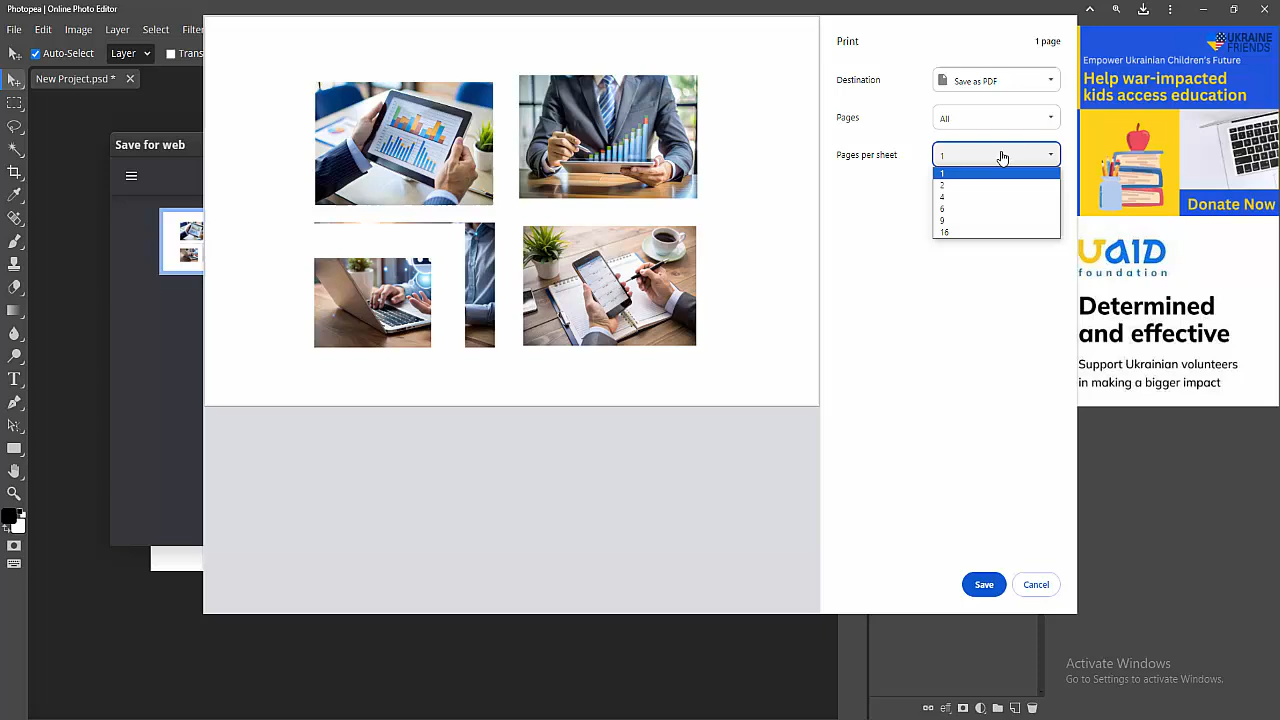 Photopea | Online Photo Editor
File Edit Image Layer Select Filter
Auto-Select Layer Trans
New Project.psd *
Save for web
Print 1 page
Destination Save as PDF
Pages All
Pages per sheet 1
1
2
4
6
9
16
Save Cancel
UKRAINE
FRIENDS
Empower Ukrainian Children's Future
Help war-impacted
kids access education
Donate Now
UAID
foundation
Determined
and effective
Support Ukrainian volunteers
in making a bigger impact
Activate Windows
Go to Settings to activate Windows.